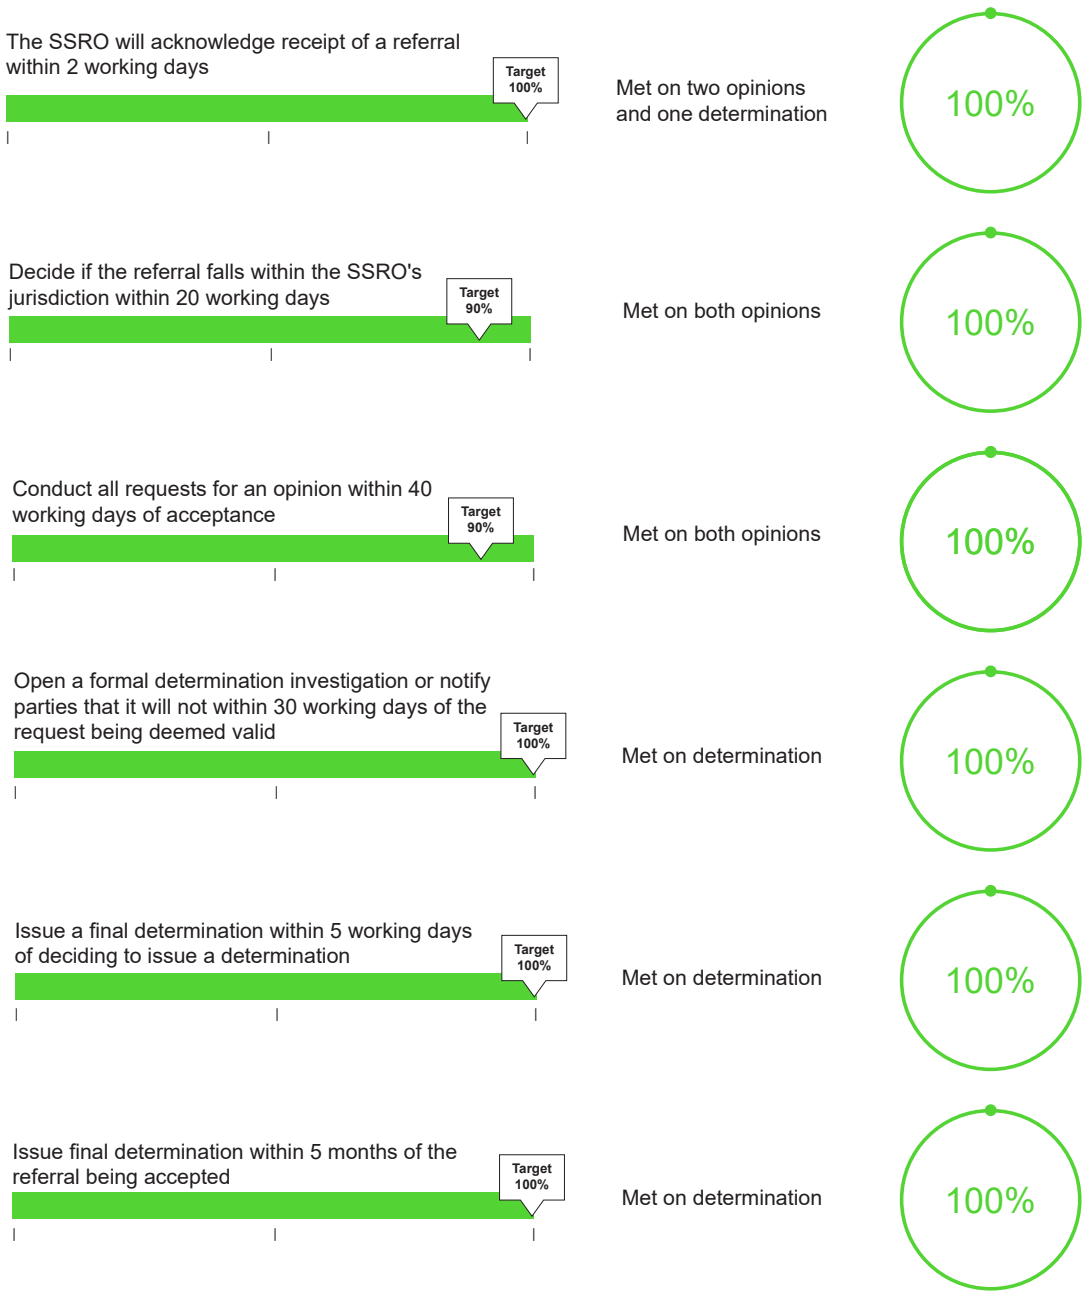 The SSRO will acknowledge receipt of a referral
within 2 working days
Target
100%
Met on two opinions
and one determination
100%
Decide if the referral falls within the SSRO's
jurisdiction within 20 working days
Target
90%
Met on both opinions
100%
Conduct all requests for an opinion within 40
working days of acceptance
Target
90%
Met on both opinions
100%
Open a formal determination investigation or notify
parties that it will not within 30 working days of the
request being deemed valid
Target
100%
Met on determination
100%
Issue a final determination within 5 working days
of deciding to issue a determination
Target
100%
Met on determination
100%
Issue final determination within 5 months of the
referral being accepted
Target
100%
Met on determination
100%